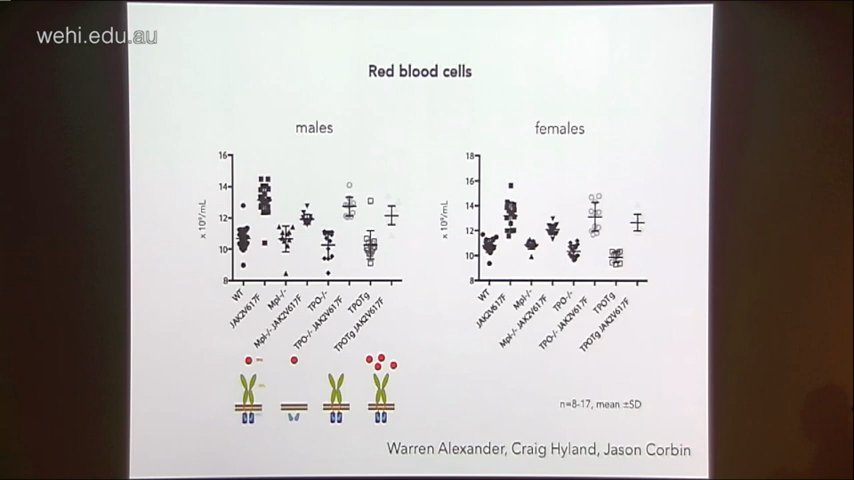 wehi.edu.au
Red blood cells
males
females
16
14
12
10
8
x 10⁹/mL
WT
JAK2V617F
Mpl-/-
Mpl-/- JAK2V617F
TPO-/-
TPO-/- JAK2V617F
TPOTg
TPOTg JAK2V617F
18
16
14
12
10
8
x 10⁹/mL
WT
JAK2V617F
Mpl-/-
Mpl-/- JAK2V617F
TPO-/-
TPO-/- JAK2V617F
TPOTg
TPOTg JAK2V617F
n=8-17, mean ±SD
Warren Alexander, Craig Hyland, Jason Corbin